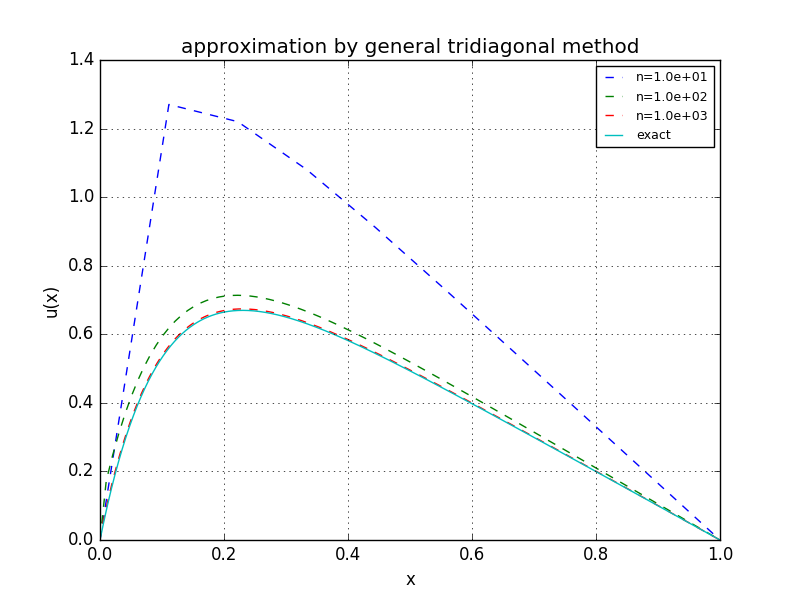 approximation by general tridiagonal method
1.4
1.2
1.0
0.8
0.6
0.4
0.2
0.0
u(x)
n=1.0e+01
n=1.0e+02
n=1.0e+03
exact
0.0 0.2 0.4 0.6 0.8 1.0
x